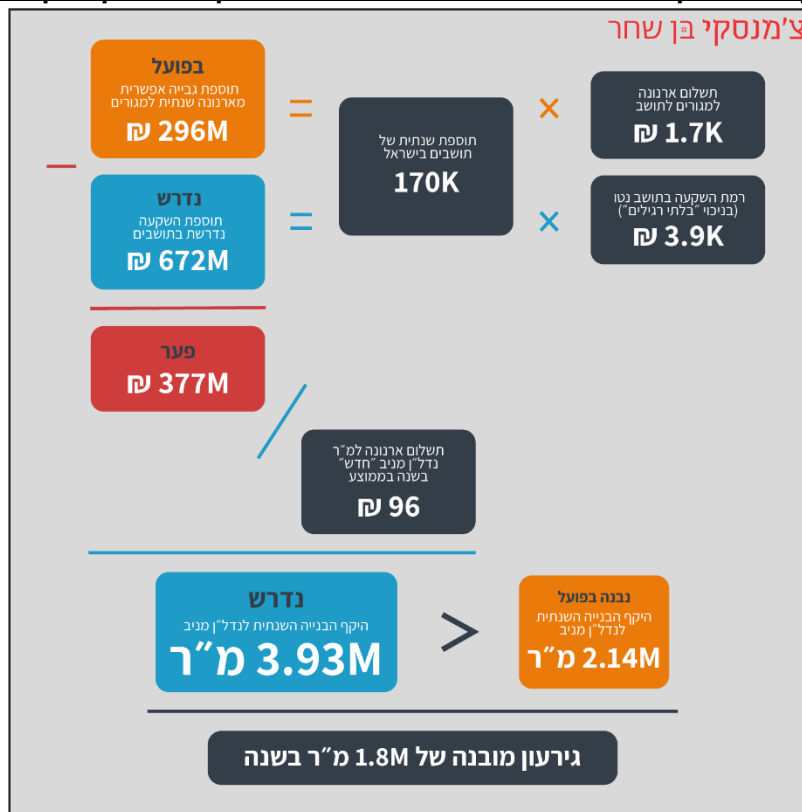 צ'מנסקי בן שחר
תשלום ארנונה
למגורים לתושב
1.7K ₪
×
תוספת שנתית של
תושבים בישראל
170K
=
בפועל
תוספת גבייה אפשרית
מארנונה שנתית למגורים
296M ₪
—
רמת השקעה בתושב נטו
(בניכוי ״בלתי רגילים״)
3.9K ₪
×
=
נדרש
תוספת השקעה
נדרשת בתושבים
672M ₪
פער
377M ₪
/
תשלום ארנונה למ״ר
נדל״ן מניב ״חדש״
בשנה בממוצע
96 ₪
נבנה בפועל
היקף הבנייה השנתית
לנדל״ן מניב
2.14M מ״ר
>
נדרש
היקף הבנייה השנתית לנדל״ן מניב
3.93M מ״ר
גירעון מובנה של 1.8M מ״ר בשנה